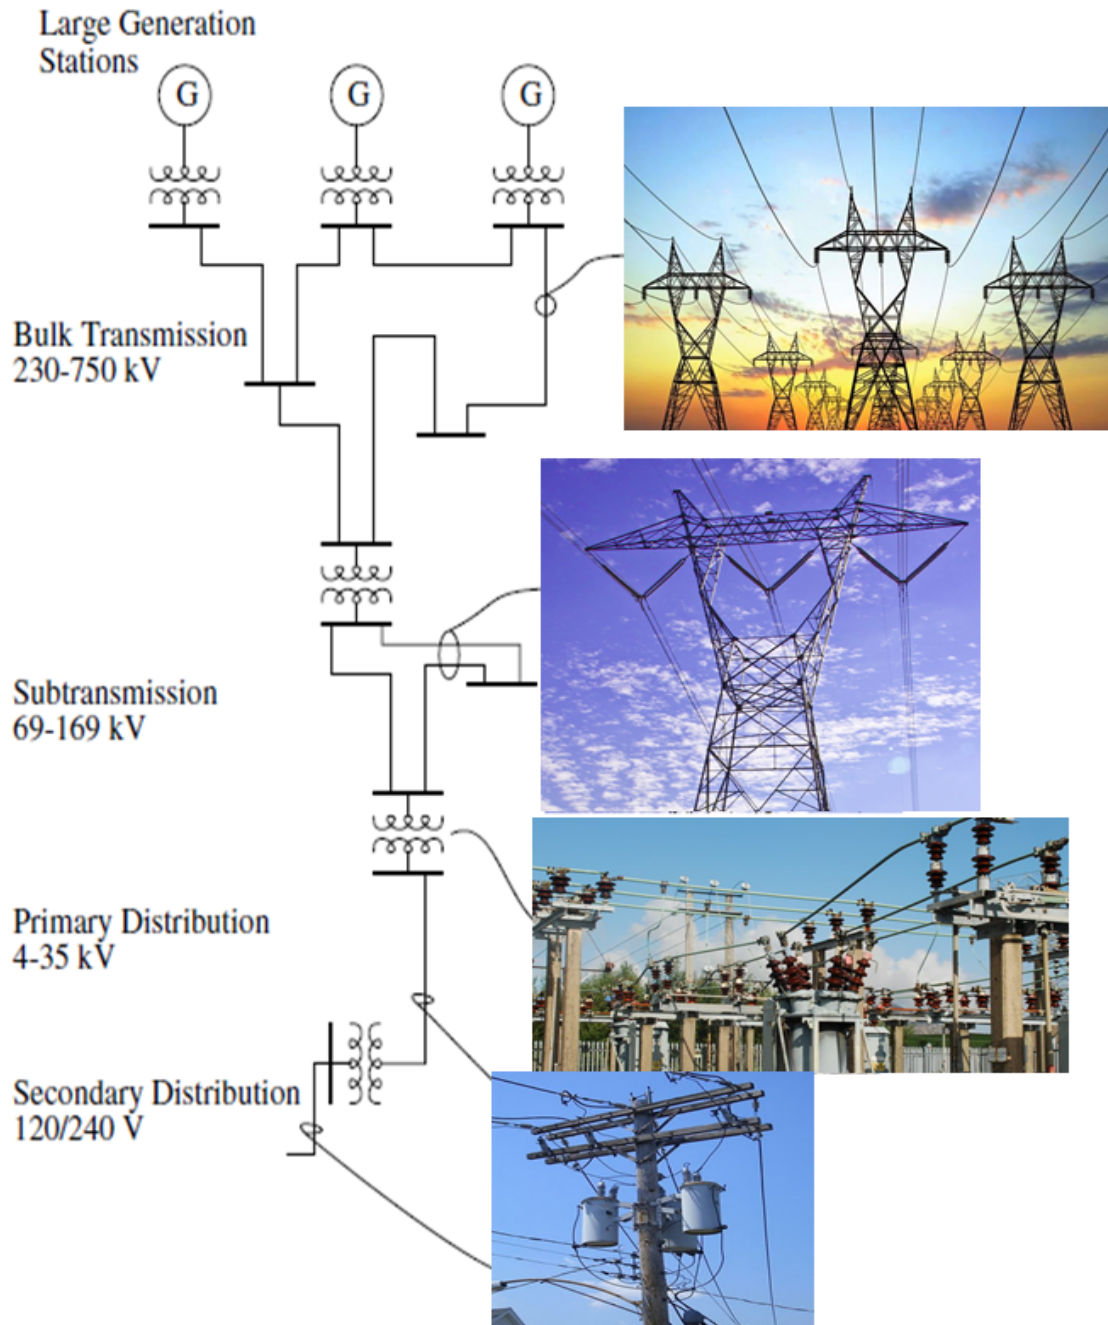 Large Generation
Stations
G
G
G
Bulk Transmission
230-750 kV
Subtransmission
69-169 kV
Primary Distribution
4-35 kV
Secondary Distribution
120/240 V